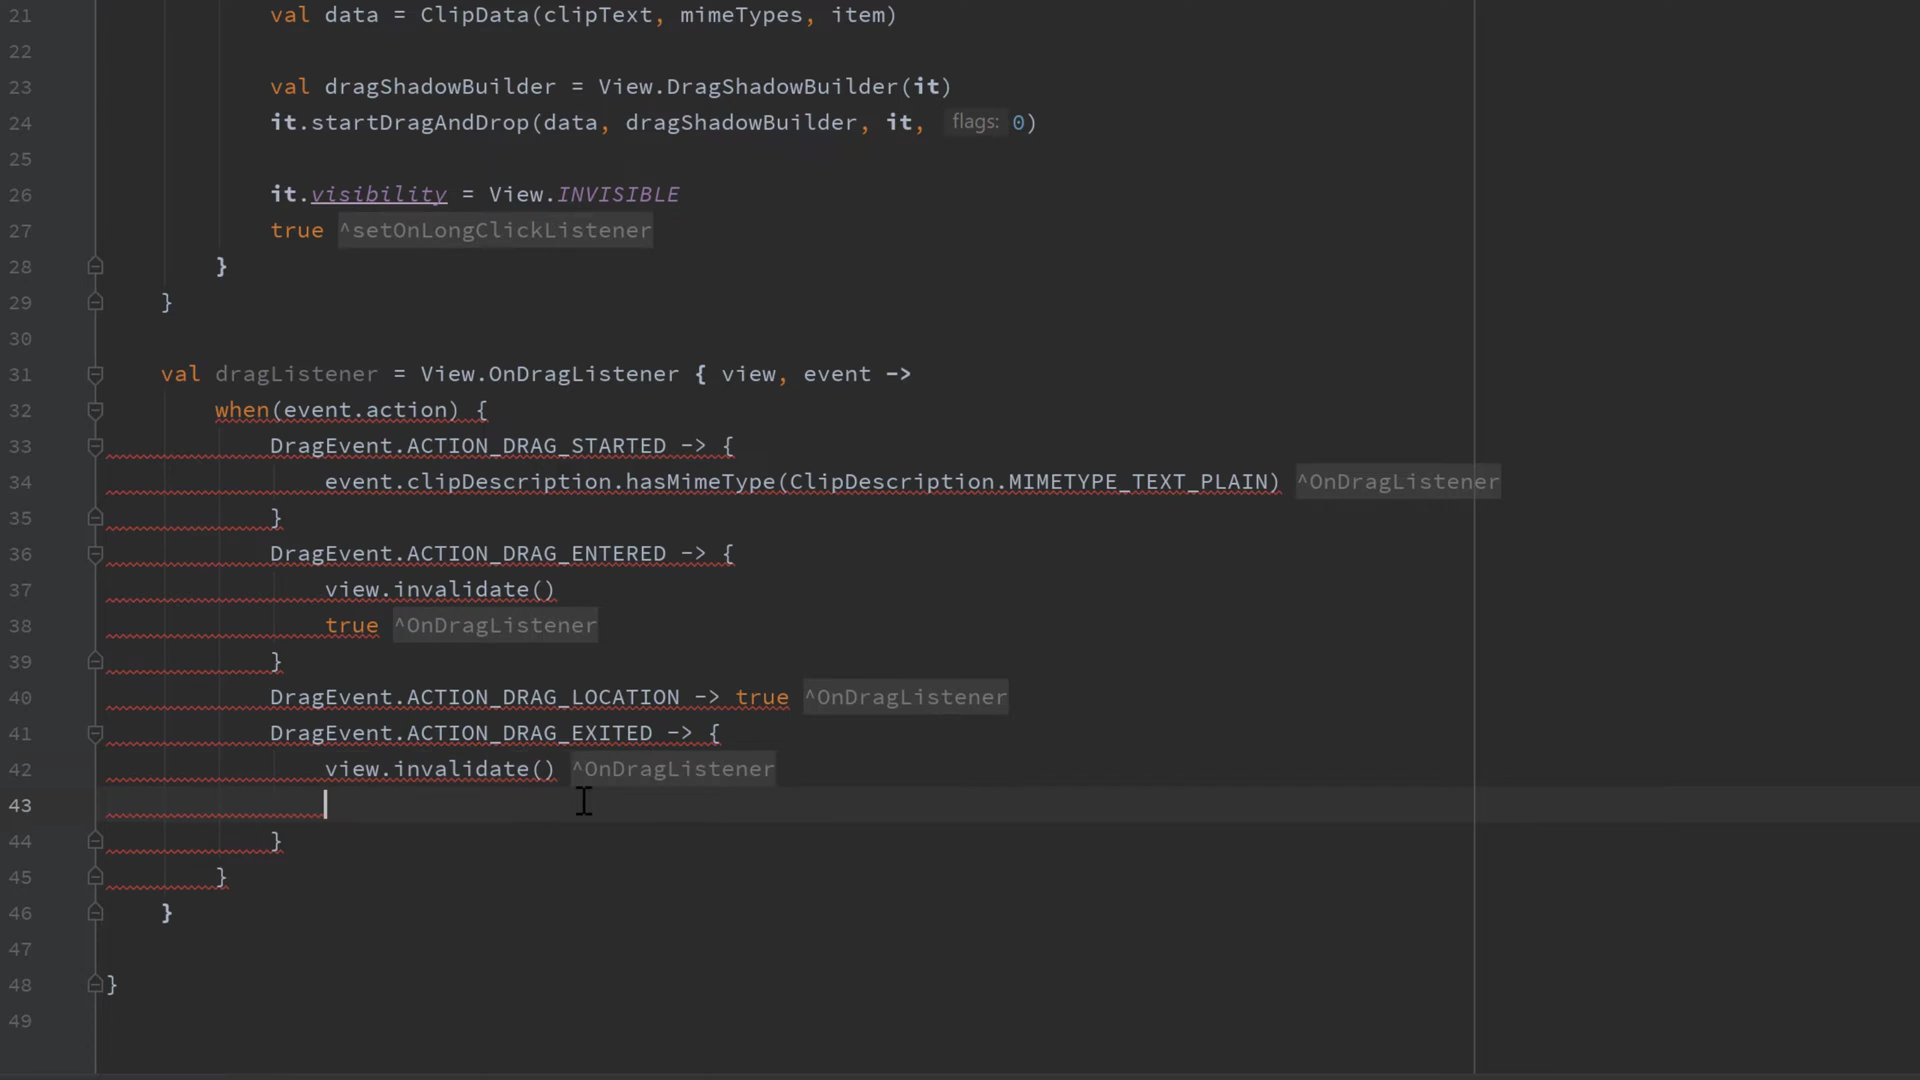 21 val data = ClipData(clipText, mimeTypes, item)
22
23 val dragShadowBuilder = View.DragShadowBuilder(it)
24 it.startDragAndDrop(data, dragShadowBuilder, it, flags: 0)
25
26 it.visibility = View.INVISIBLE
27 true ^setOnLongClickListener
28 }
29 }
30
31 val dragListener = View.OnDragListener { view, event ->
32 when(event.action) {
33 DragEvent.ACTION_DRAG_STARTED -> {
34 event.clipDescription.hasMimeType(ClipDescription.MIMETYPE_TEXT_PLAIN) ^OnDragListener
35 }
36 DragEvent.ACTION_DRAG_ENTERED -> {
37 view.invalidate()
38 true ^OnDragListener
39 }
40 DragEvent.ACTION_DRAG_LOCATION -> true ^OnDragListener
41 DragEvent.ACTION_DRAG_EXITED -> {
42 view.invalidate() ^OnDragListener
43
44 }
45 }
46 }
47
48 }
49